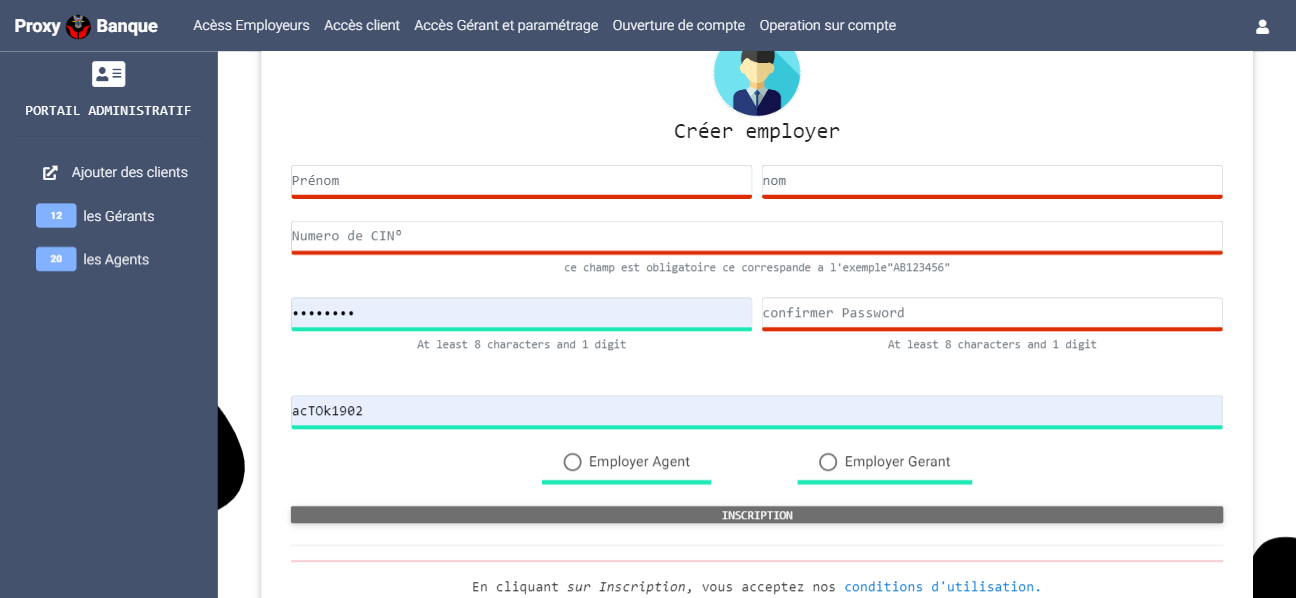 Proxy Banque Acèss Employeurs Accès client Accès Gérant et paramétrage Ouverture de compte Operation sur compte
PORTAIL ADMINISTRATIF
Ajouter des clients
12 les Gérants
20 les Agents
Créer employer
Prénom nom
Numero de CIN°
ce champ est obligatoire ce correspande a l'exemple"AB123456"
•••••••• confirmer Password
At least 8 characters and 1 digit At least 8 characters and 1 digit
acTOk1902
Employer Agent Employer Gerant
INSCRIPTION
En cliquant sur Inscription, vous acceptez nos conditions d'utilisation.